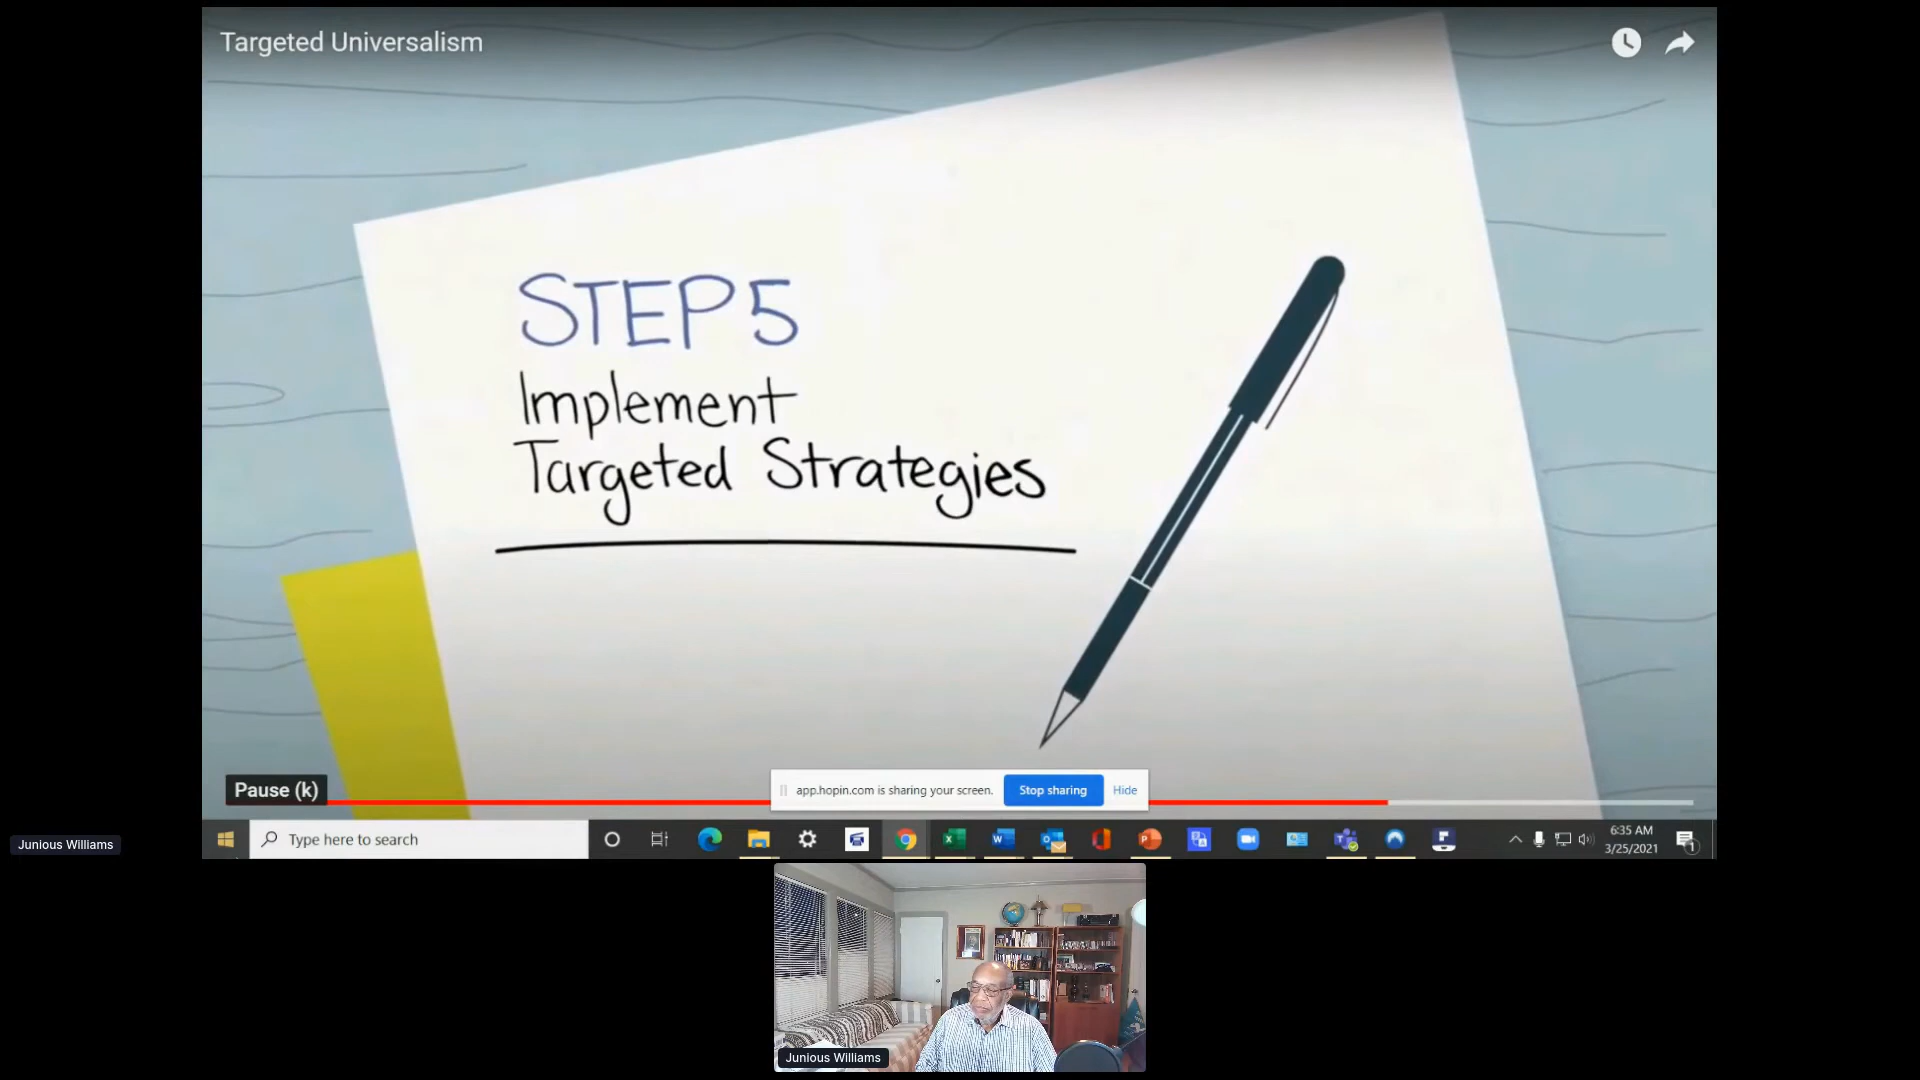 Targeted Universalism
STEP 5
Implement
Targeted Strategies
Pause (k)
app.hopin.com is sharing your screen.
Stop sharing
Hide
Type here to search
6:35 AM
3/25/2021
1
Junious Williams
Junious Williams